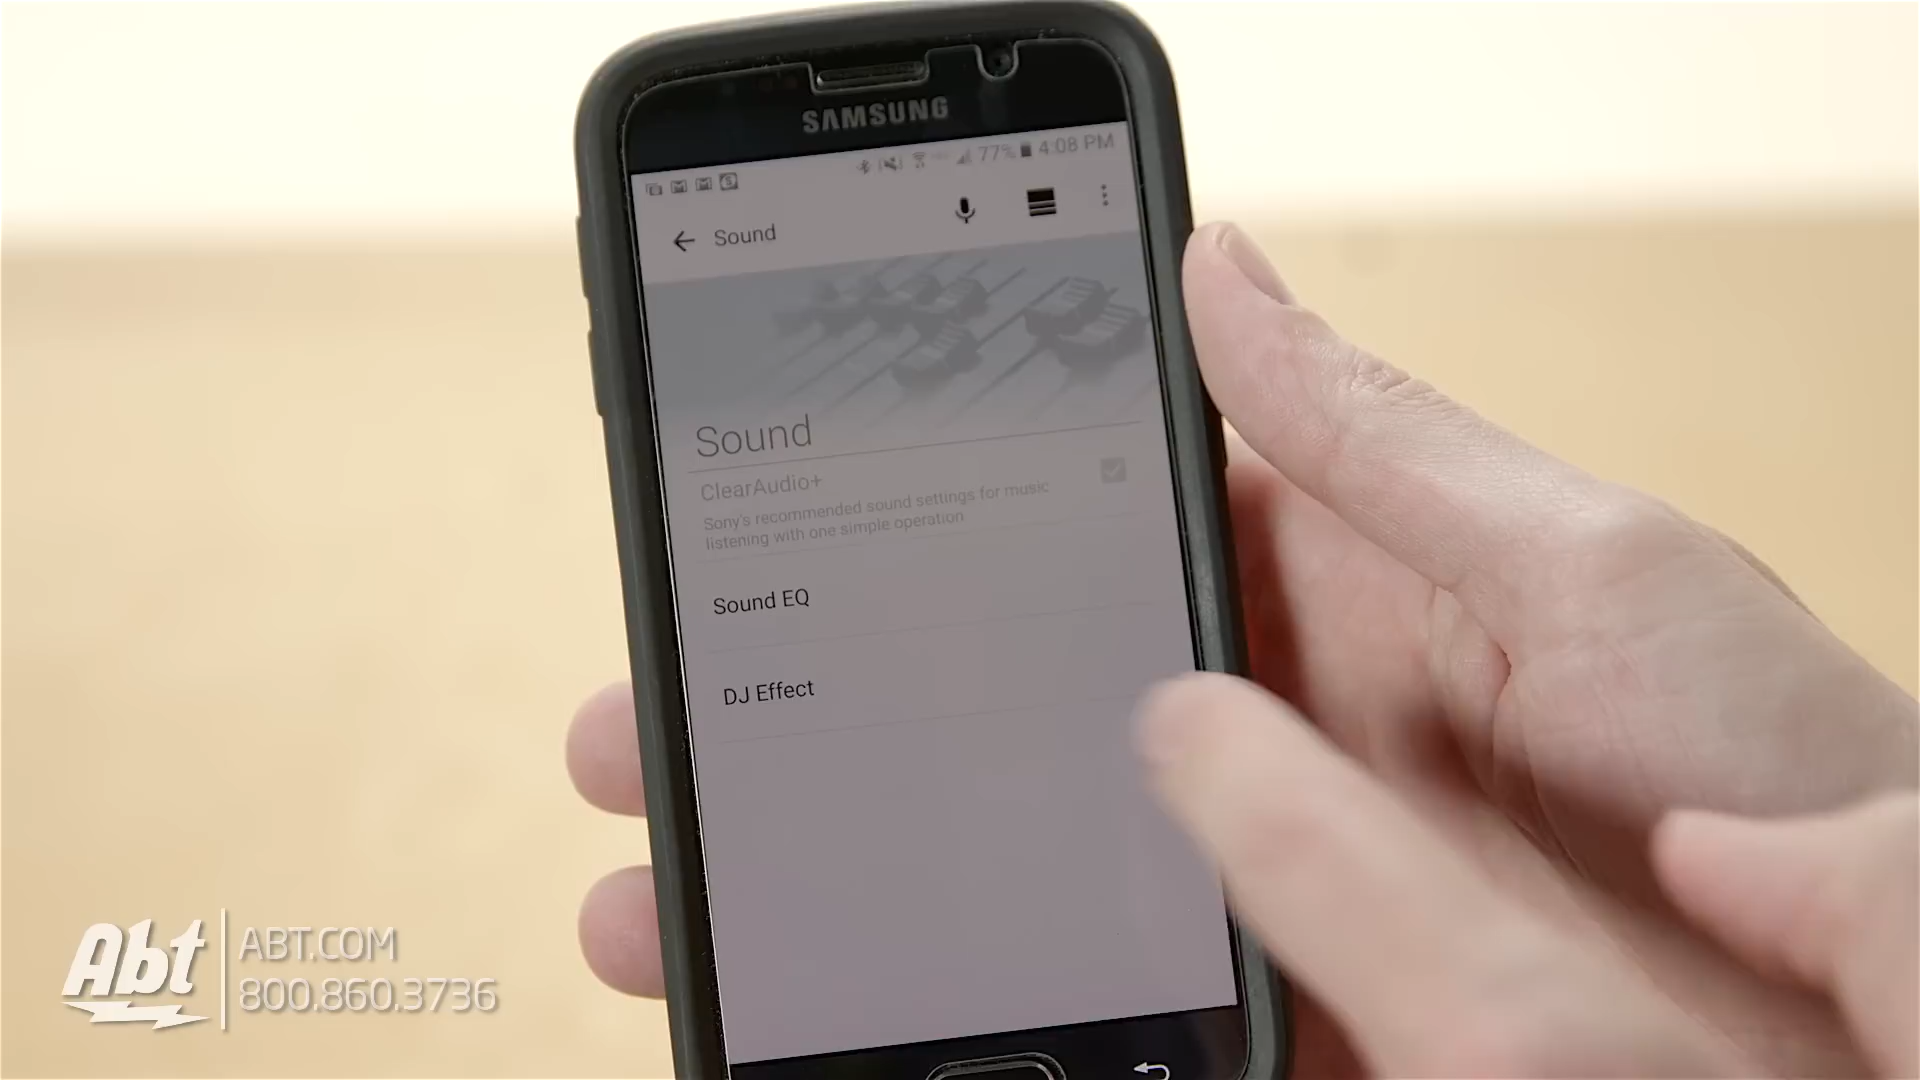 SAMSUNG
77% 4:08 PM
Sound
Sound
ClearAudio+
Sony's recommended sound settings for music
listening with one simple operation
Sound EQ
DJ Effect
Abt
ABT.COM
800.860.3736